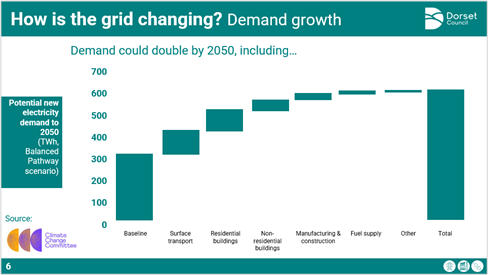 How is the grid changing? Demand growth
Dorset
Council
Demand could double by 2050, including...
Potential new
electricity
demand to
2050
(TWh,
Balanced
Pathway
scenario)
700
600
500
400
300
200
100
0
Baseline
Surface
transport
Residential
buildings
Non-
residential
buildings
Manufacturing &
construction
Fuel supply
Other
Total
Source:
Climate
Change
Committee
6